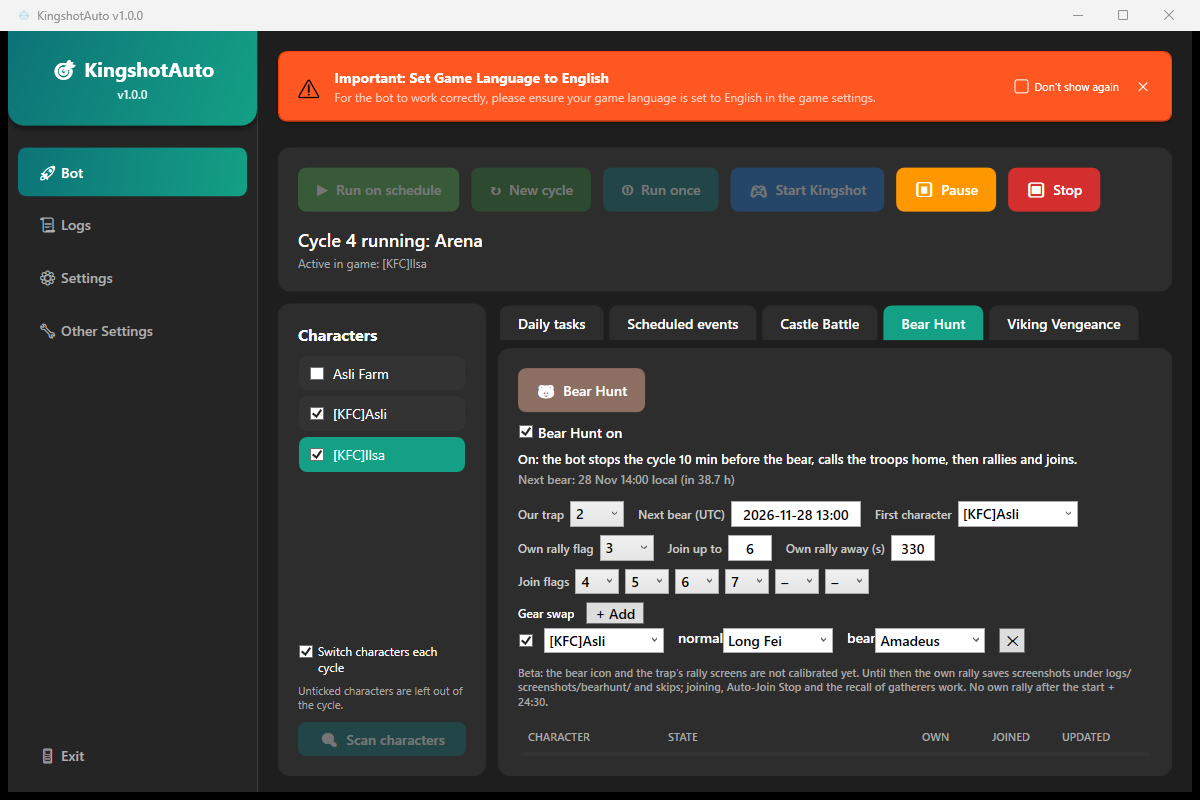 KingshotAuto v1.0.0
KingshotAuto
v1.0.0
Important: Set Game Language to English
For the bot to work correctly, please ensure your game language is set to English in the game settings.
Don't show again
Bot
Logs
Settings
Other Settings
Exit
Run on schedule
New cycle
Run once
Start Kingshot
Pause
Stop
Cycle 4 running: Arena
Active in game: [KFC]Ilsa
Characters
Asli Farm
[KFC]Asli
[KFC]Ilsa
Switch characters each
cycle
Unticked characters are left out of
the cycle.
Scan characters
Daily tasks
Scheduled events
Castle Battle
Bear Hunt
Viking Vengeance
Bear Hunt
Bear Hunt on
On: the bot stops the cycle 10 min before the bear, calls the troops home, then rallies and joins.
Next bear: 28 Nov 14:00 local (in 38.7 h)
Our trap 2 Next bear (UTC) 2026-11-28 13:00 First character [KFC]Asli
Own rally flag 3 Join up to 6 Own rally away (s) 330
Join flags 4 5 6 7 – –
Gear swap + Add
[KFC]Asli normal Long Fei bear Amadeus
Beta: the bear icon and the trap's rally screens are not calibrated yet. Until then the own rally saves screenshots under logs/
screenshots/bearhunt/ and skips; joining, Auto-Join Stop and the recall of gatherers work. No own rally after the start +
24:30.
CHARACTER STATE OWN JOINED UPDATED